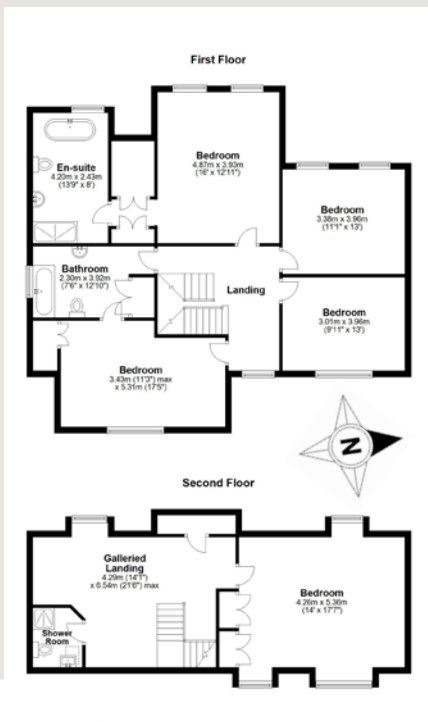 First Floor
Bedroom
4.87m x 3.93m
(16' x 12'11")
En-suite
4.20m x 2.43m
(13'9" x 8')
Bedroom
3.38m x 3.96m
(11'1" x 13')
Bathroom
2.30m x 3.92m
(7'6" x 12'10")
Landing
Bedroom
3.01m x 3.96m
(9'11" x 13')
Bedroom
3.43m (11'3") max
x 5.31m (17'5")
N
Second Floor
Galleried
Landing
4.29m (14'1")
x 6.54m (21'6") max
Bedroom
4.26m x 5.36m
(14' x 17'7")
Shower
Room